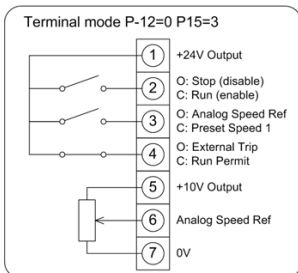 Terminal mode P-12=0 P15=3
1 +24V Output
2 O: Stop (disable)
C: Run (enable)
3 O: Analog Speed Ref
C: Preset Speed 1
4 O: External Trip
C: Run Permit
5 +10V Output
6 Analog Speed Ref
7 0V